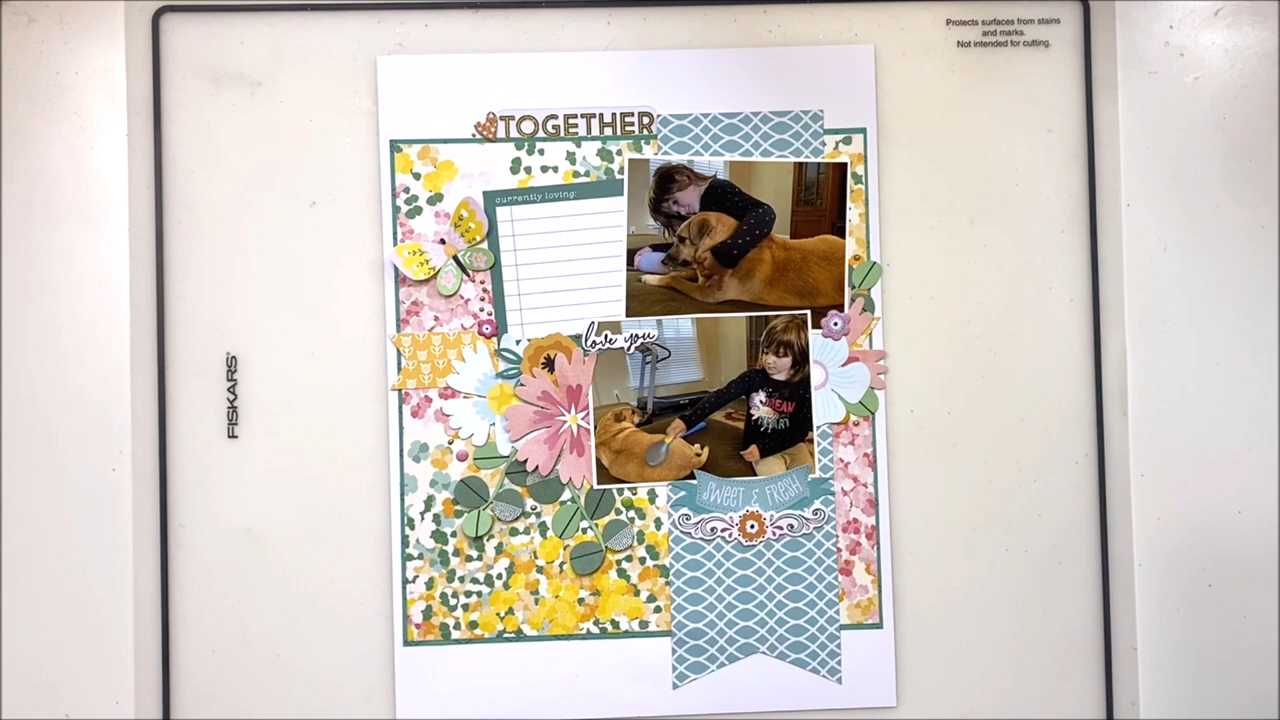 Protects surfaces from stains
and marks.
Not intended for cutting.
TOGETHER
currently loving:
love you
FISKARS®
DREAM
HEART
SWEET & FRESH